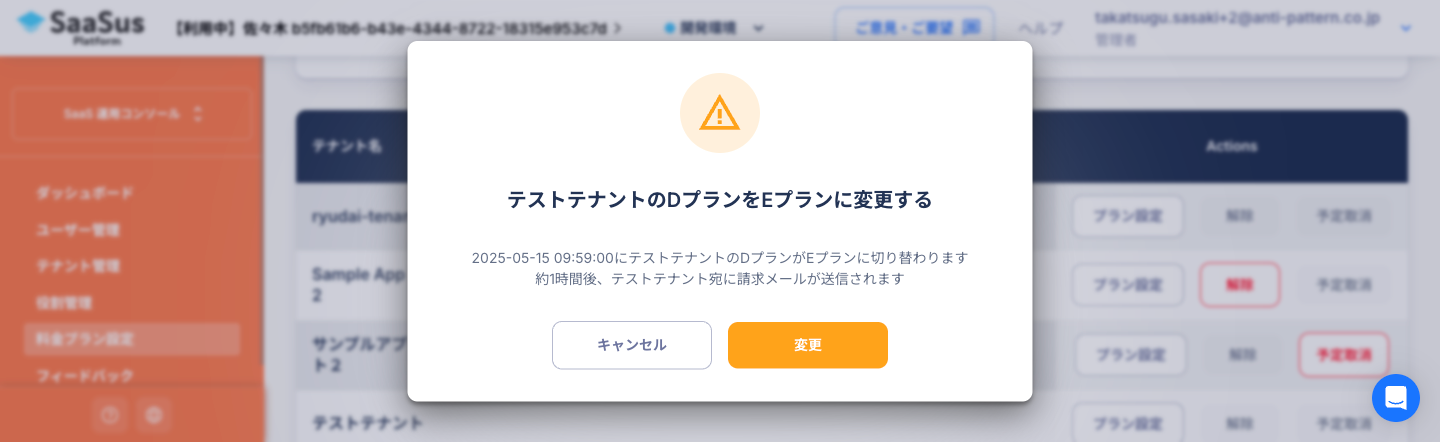 SaaSus
Platform
【利用中】佐々木 b5fb61b6-b43e-4344-8722-18315e953c7d
開発環境
ご意見・ご要望
ヘルプ
takatsugu.sasaki+2@anti-pattern.co.jp
管理者
SaaS 運用コンソール
ダッシュボード
ユーザー管理
テナント管理
役割管理
料金プラン設定
フィードバック
テナント名
Actions
ryudai-tenan
プラン設定
解除
予定取消
Sample App
2
プラン設定
解除
予定取消
サンプルアプ
ト 2
プラン設定
解除
予定取消
テストテナント
プラン設定
解除
予定取消
テストテナントのDプランをEプランに変更する
2025-05-15 09:59:00にテストテナントのDプランがEプランに切り替わります
約1時間後、テストテナント宛に請求メールが送信されます
キャンセル
変更